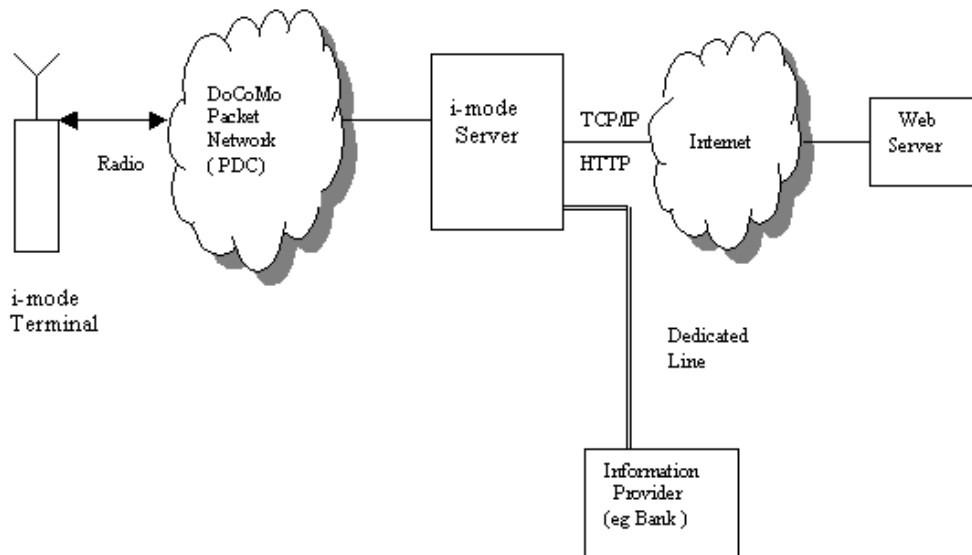 DoCoMo
Packet
Network
( PDC)
Radio
i-mode
Terminal
i-mode
Server
TCP/IP
HTTP
Internet
Web
Server
Dedicated
Line
Information
Provider
(eg Bank )